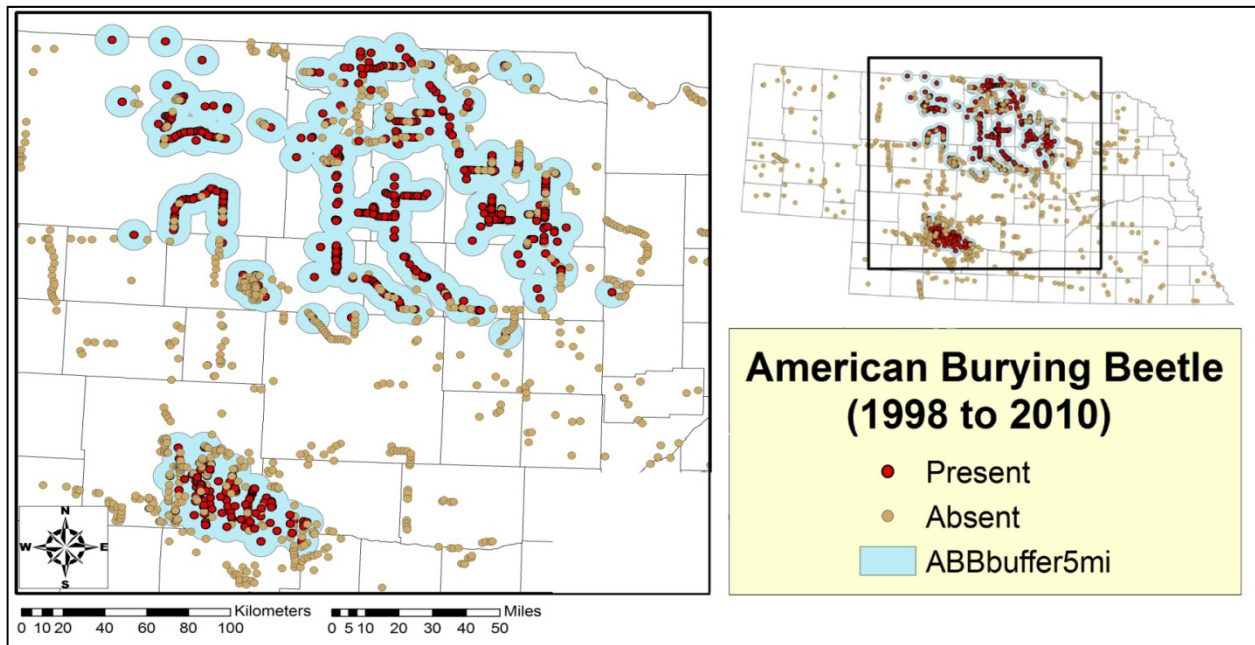 American Burying Beetle
(1998 to 2010)
Present
Absent
ABBbuffer5mi
N
W E
S
Kilometers
0 10 20 40 60 80 100
Miles
0 5 10 20 30 40 50